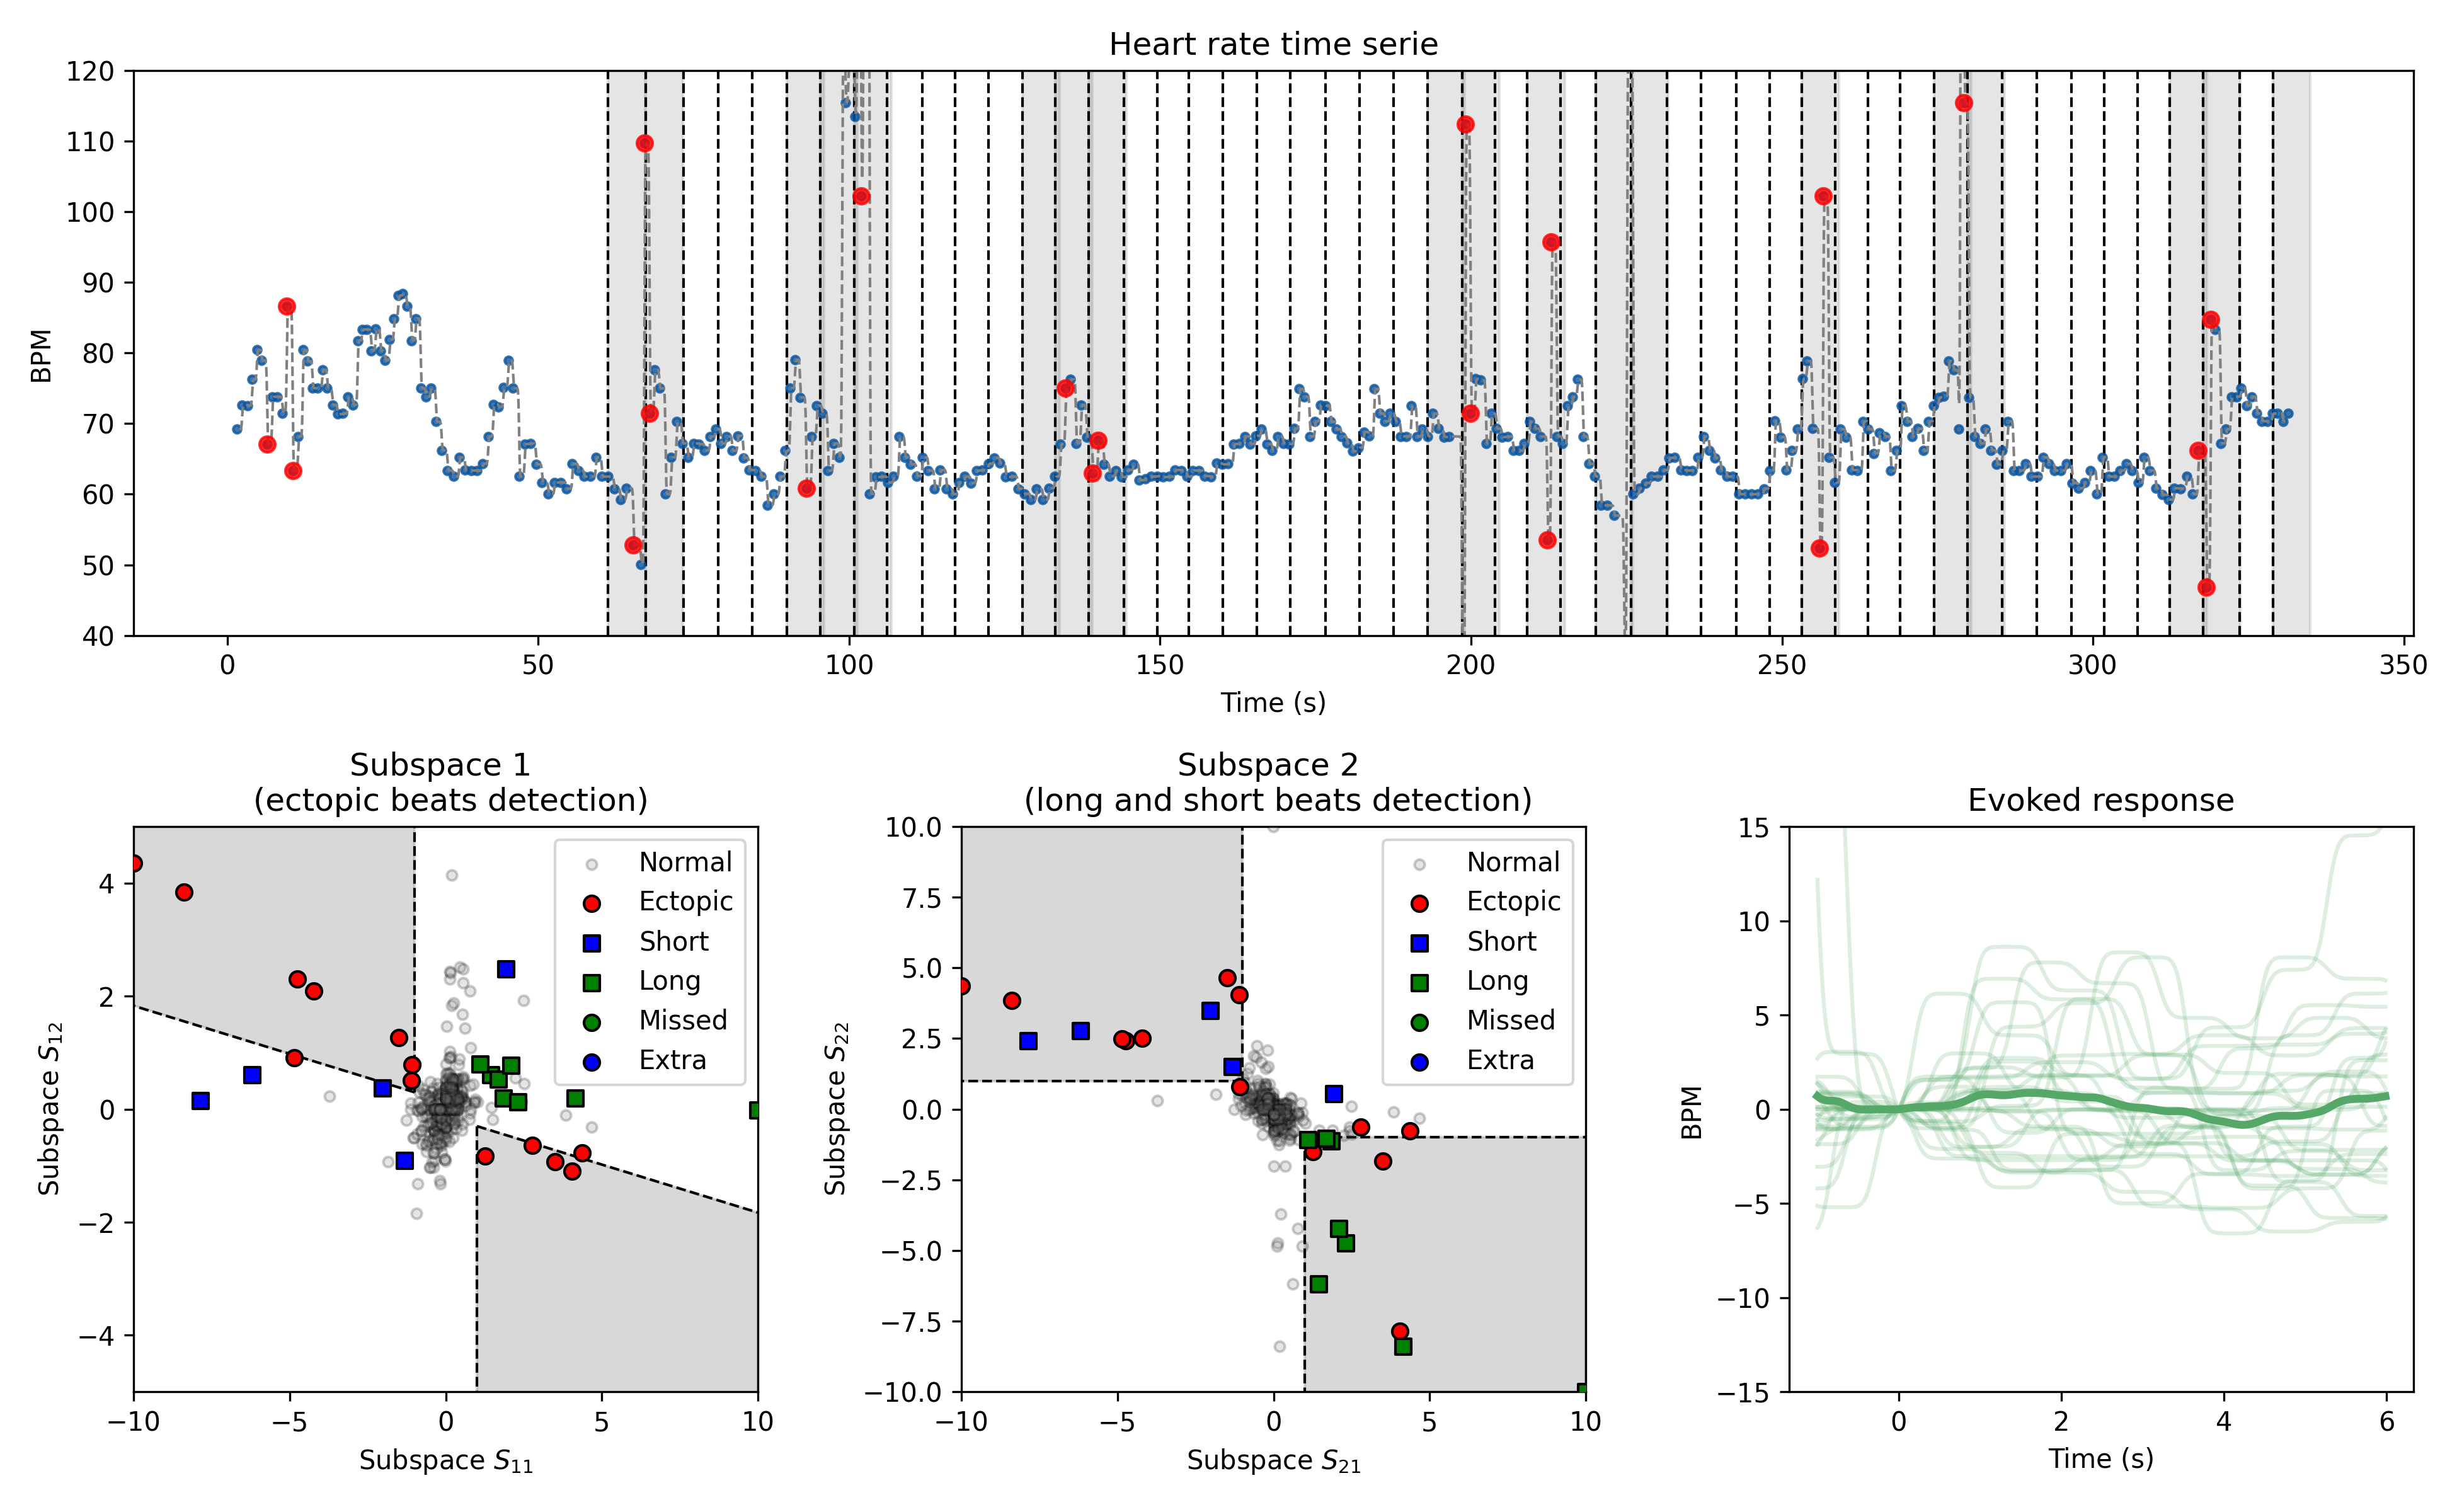 Heart rate time serie
120
110
100
90
80
70
60
50
40
BPM
0 50 100 150 200 250 300 350
Time (s)
Subspace 1
(ectopic beats detection)
4
2
0
−2
−4
Subspace S12
−10 −5 0 5 10
Subspace S11
Normal
Ectopic
Short
Long
Missed
Extra
Subspace 2
(long and short beats detection)
10.0
7.5
5.0
2.5
0.0
−2.5
−5.0
−7.5
−10.0
Subspace S22
−10 −5 0 5 10
Subspace S21
Normal
Ectopic
Short
Long
Missed
Extra
Evoked response
15
10
5
0
−5
−10
−15
BPM
0 2 4 6
Time (s)